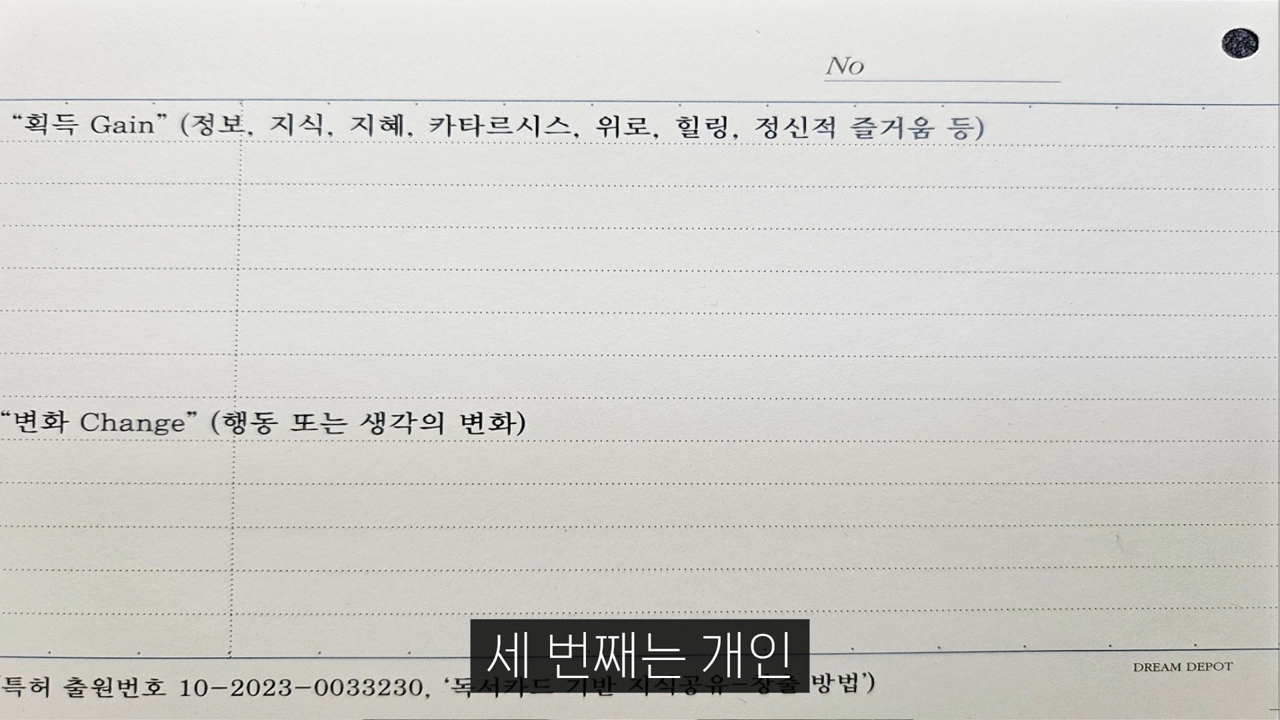 No
“획득 Gain” (정보, 지식, 지혜, 카타르시스, 위로, 힐링, 정신적 즐거움 등)
“변화 Change” (행동 또는 생각의 변화)
세 번째는 개인
DREAM DEPOT
특허 출원번호 10-2023-0033230, ‘독서카드 기반 지식공유-창출 방법’)